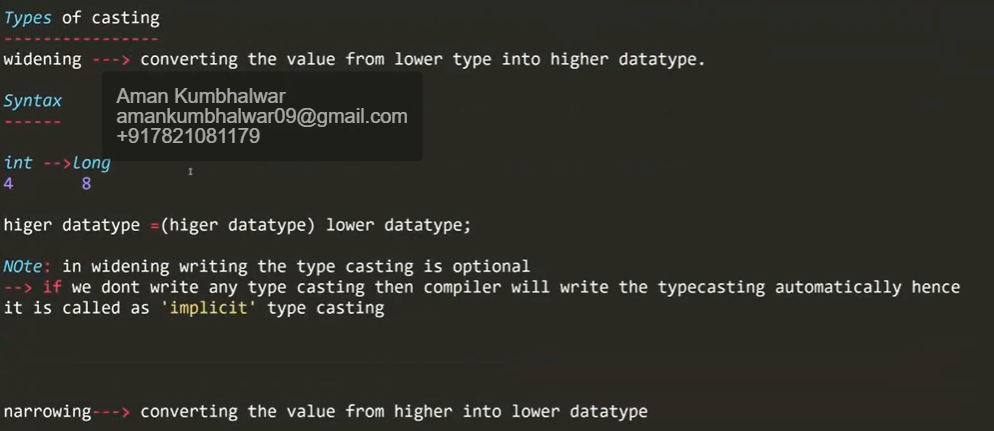 Types of casting
----------------
widening ---> converting the value from lower type into higher datatype.
Aman Kumbhalwar
Syntax
amankumbhalwar09@gmail.com
------
+917821081179
int -->long
4 8
higer datatype =(higer datatype) lower datatype;
NOte: in widening writing the type casting is optional
--> if we dont write any type casting then compiler will write the typecasting automatically hence
it is called as 'implicit' type casting
narrowing---> converting the value from higher into lower datatype